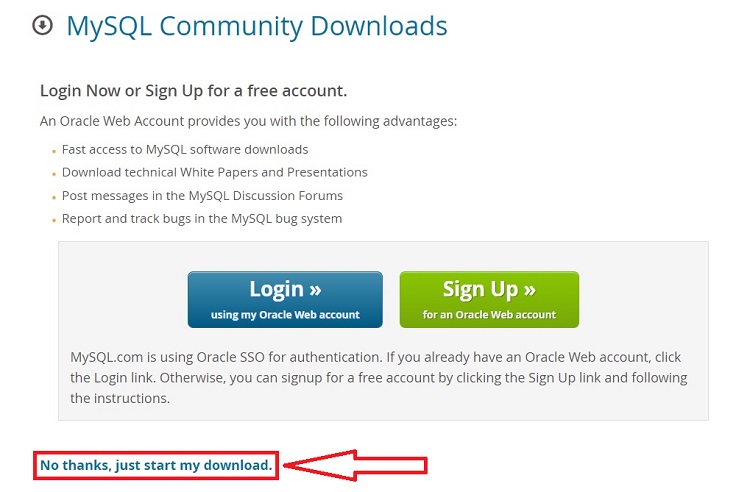 MySQL Community Downloads
Login Now or Sign Up for a free account.
An Oracle Web Account provides you with the following advantages:
Fast access to MySQL software downloads
Download technical White Papers and Presentations
Post messages in the MySQL Discussion Forums
Report and track bugs in the MySQL bug system
Login »
using my Oracle Web account
Sign Up »
for an Oracle Web account
MySQL.com is using Oracle SSO for authentication. If you already have an Oracle Web account, click
the Login link. Otherwise, you can signup for a free account by clicking the Sign Up link and following
the instructions.
No thanks, just start my download.